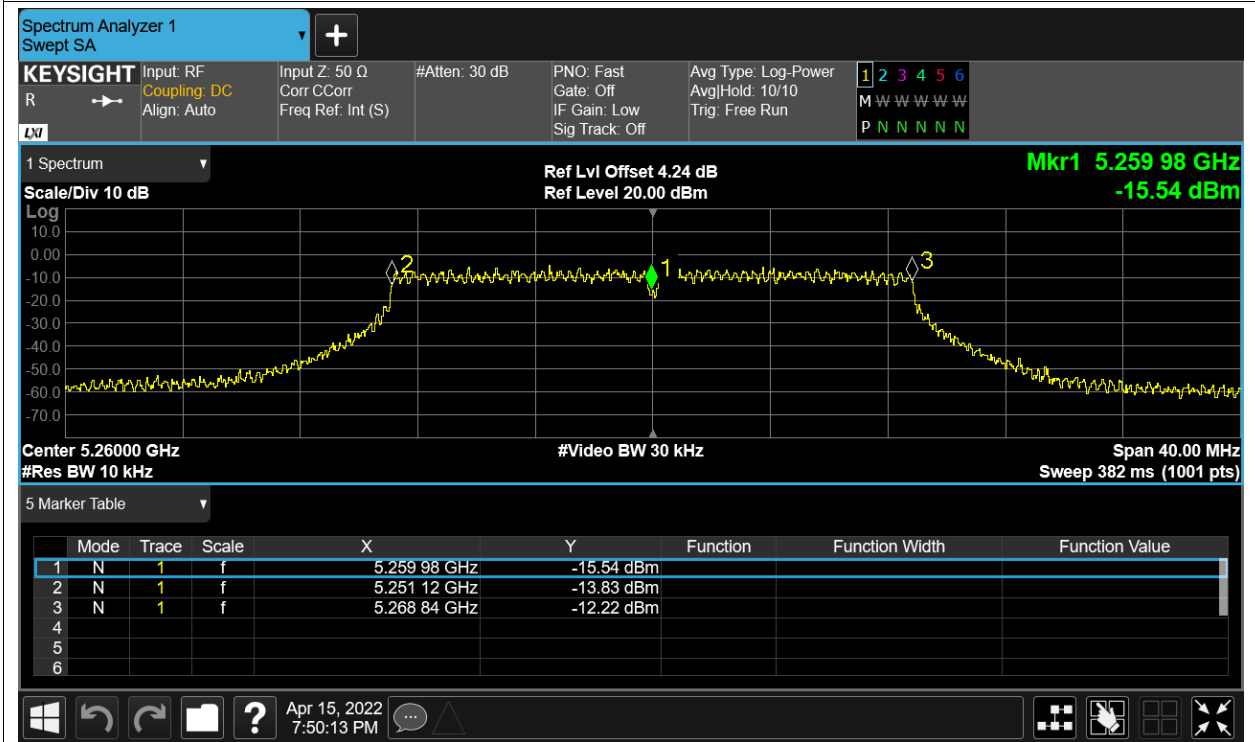 Spectrum Analyzer 1
Swept SA
+
KEYSIGHT
R
LXI
Input: RF
Coupling: DC
Align: Auto
Input Z: 50 Ω
Corr CCorr
Freq Ref: Int (S)
#Atten: 30 dB
PNO: Fast
Gate: Off
IF Gain: Low
Sig Track: Off
Avg Type: Log-Power
Avg|Hold: 10/10
Trig: Free Run
1 2 3 4 5 6
M W W W W W
P N N N N N
1 Spectrum
Scale/Div 10 dB
Ref Lvl Offset 4.24 dB
Ref Level 20.00 dBm
Mkr1 5.259 98 GHz
-15.54 dBm
Log
10.0
0.00
-10.0
-20.0
-30.0
-40.0
-50.0
-60.0
-70.0
2
1
3
Center 5.26000 GHz
#Video BW 30 kHz
Span 40.00 MHz
#Res BW 10 kHz
Sweep 382 ms (1001 pts)
5 Marker Table
Mode Trace Scale X Y Function Function Width Function Value
1 N 1 f 5.259 98 GHz -15.54 dBm
2 N 1 f 5.251 12 GHz -13.83 dBm
3 N 1 f 5.268 84 GHz -12.22 dBm
4
5
6
?
Apr 15, 2022
7:50:13 PM